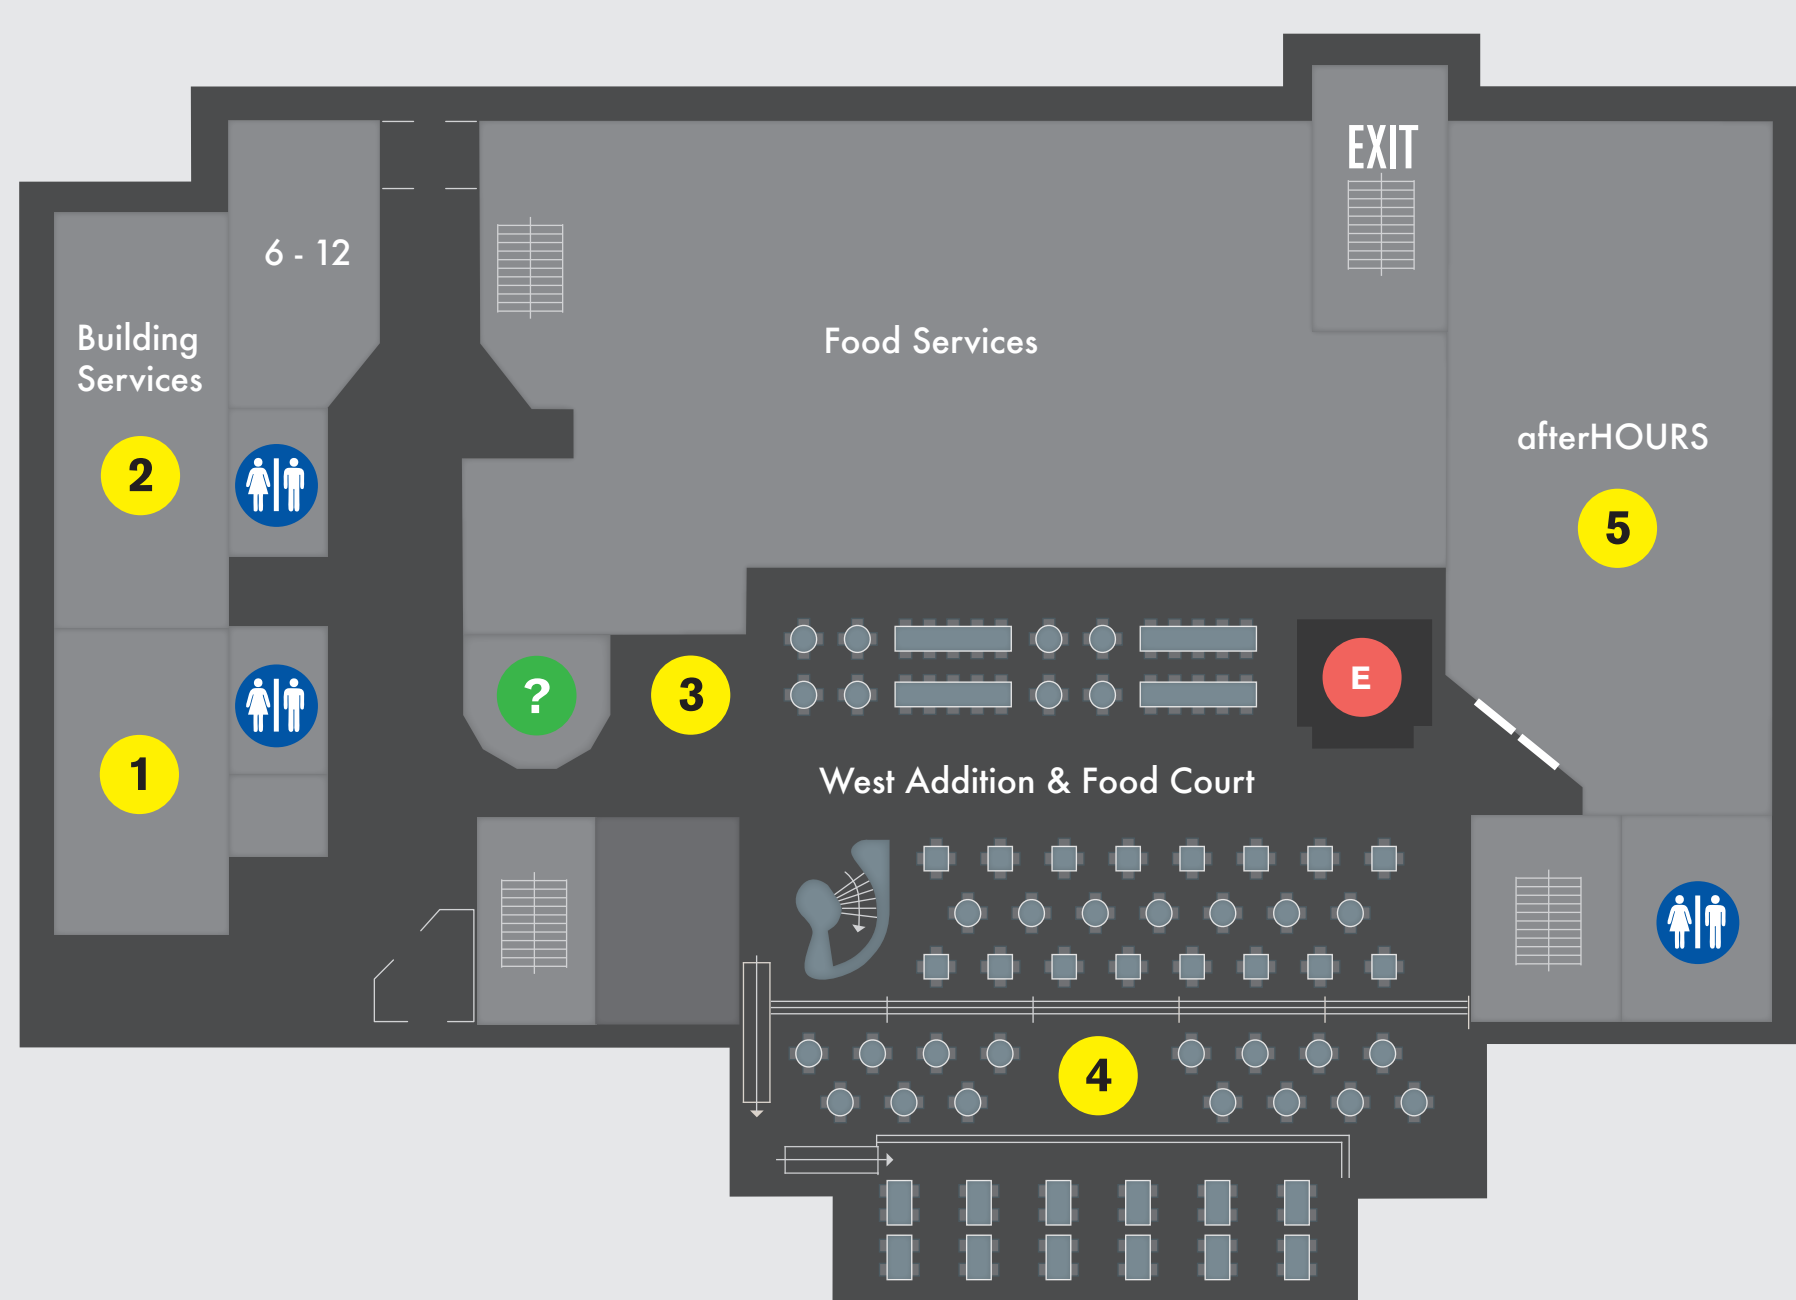 EXIT
6 - 12
Building
Services
Food Services
afterHOURS
2
5
?
3
E
1
West Addition & Food Court
4